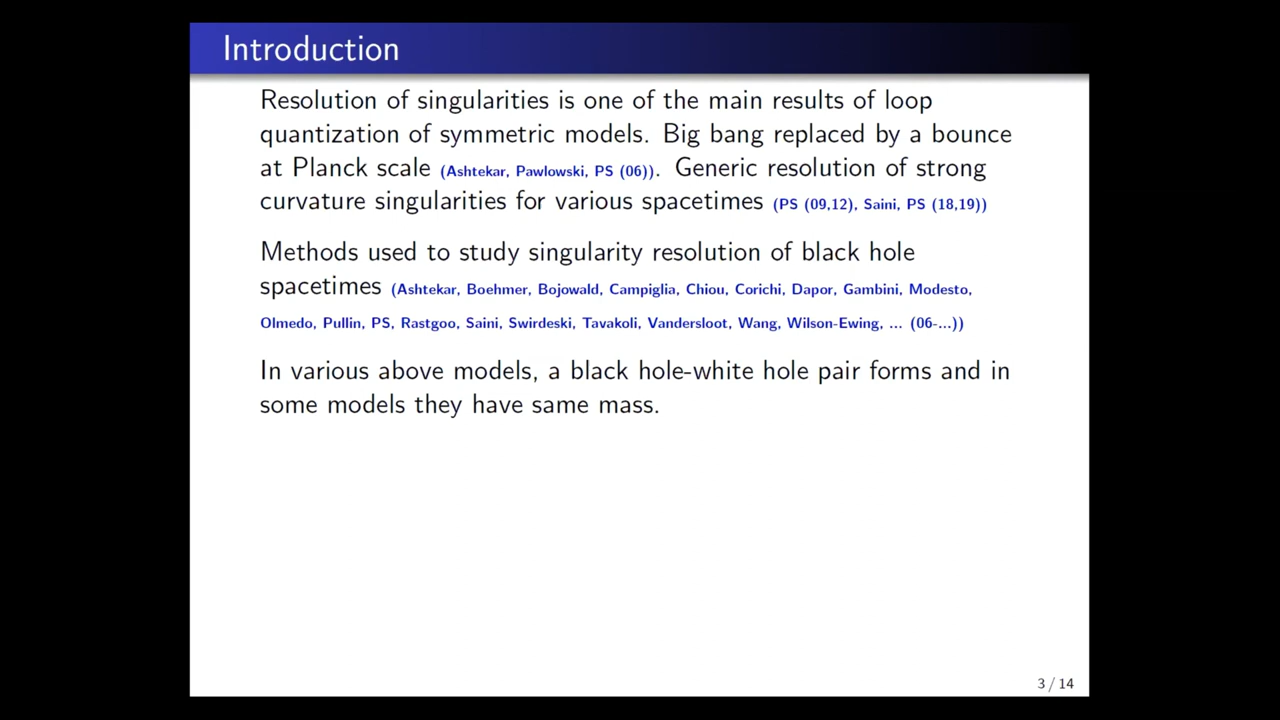 Introduction
Resolution of singularities is one of the main results of loop
quantization of symmetric models. Big bang replaced by a bounce
at Planck scale (Ashtekar, Pawlowski, PS (06)). Generic resolution of strong
curvature singularities for various spacetimes (PS (09,12), Saini, PS (18,19))
Methods used to study singularity resolution of black hole
spacetimes (Ashtekar, Boehmer, Bojowald, Campiglia, Chiou, Corichi, Dapor, Gambini, Modesto,
Olmedo, Pullin, PS, Rastgoo, Saini, Swirdeski, Tavakoli, Vandersloot, Wang, Wilson-Ewing, ... (06-...))
In various above models, a black hole-white hole pair forms and in
some models they have same mass.
3 / 14